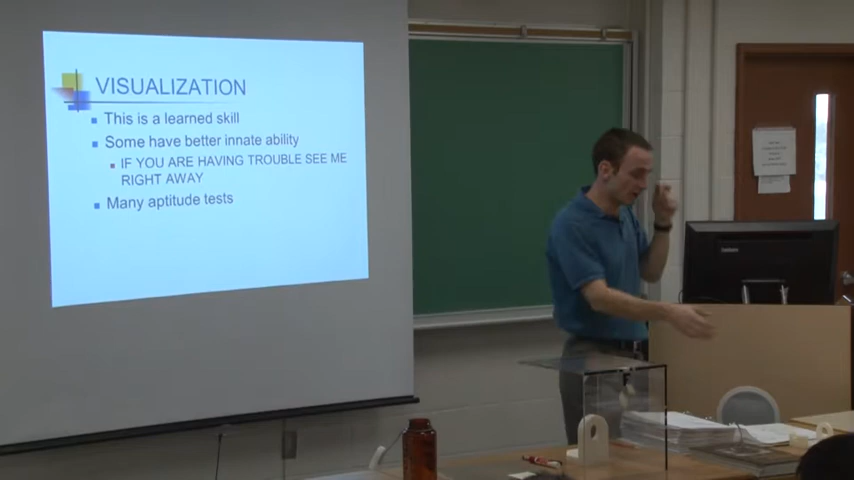 VISUALIZATION
This is a learned skill
Some have better innate ability
IF YOU ARE HAVING TROUBLE SEE ME
RIGHT AWAY
Many aptitude tests